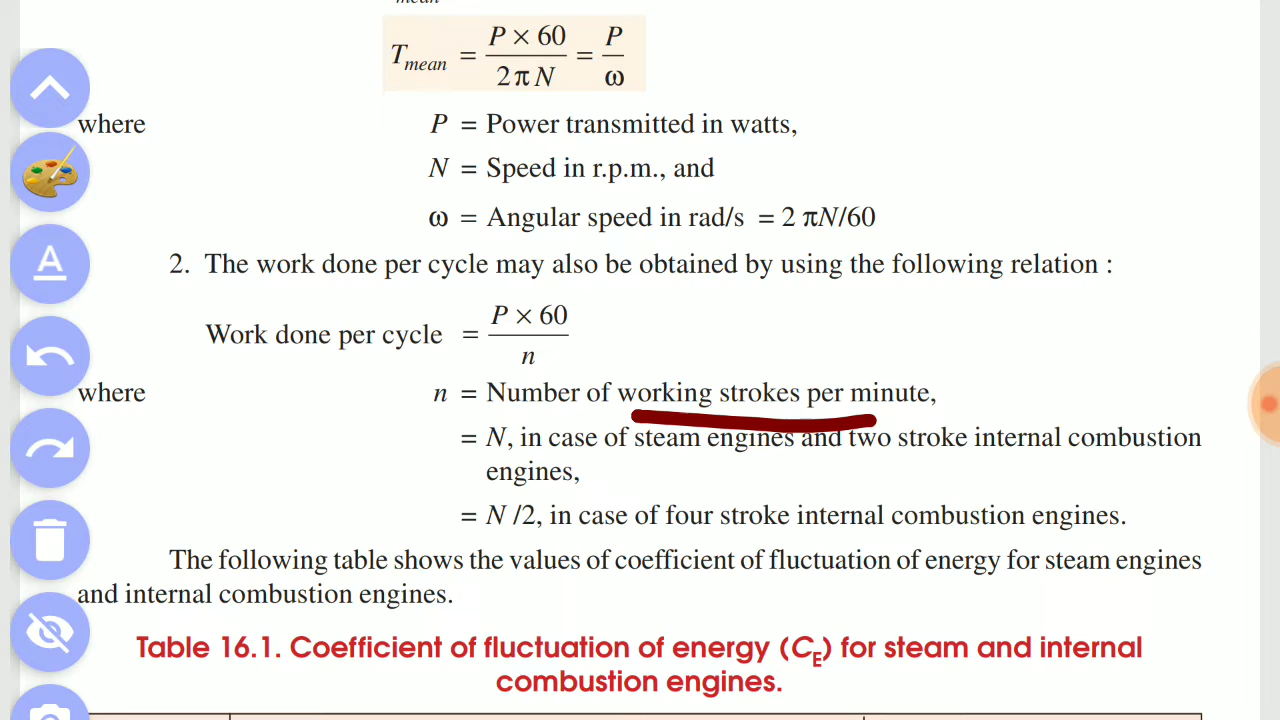 T mean = P × 60 / 2 π N = P / ω
where P = Power transmitted in watts,
N = Speed in r.p.m., and
ω = Angular speed in rad/s = 2 πN/60
2. The work done per cycle may also be obtained by using the following relation :
Work done per cycle = P × 60 / n
where n = Number of working strokes per minute,
= N, in case of steam engines and two stroke internal combustion
engines,
= N /2, in case of four stroke internal combustion engines.
The following table shows the values of coefficient of fluctuation of energy for steam engines
and internal combustion engines.
Table 16.1. Coefficient of fluctuation of energy (CE) for steam and internal
combustion engines.